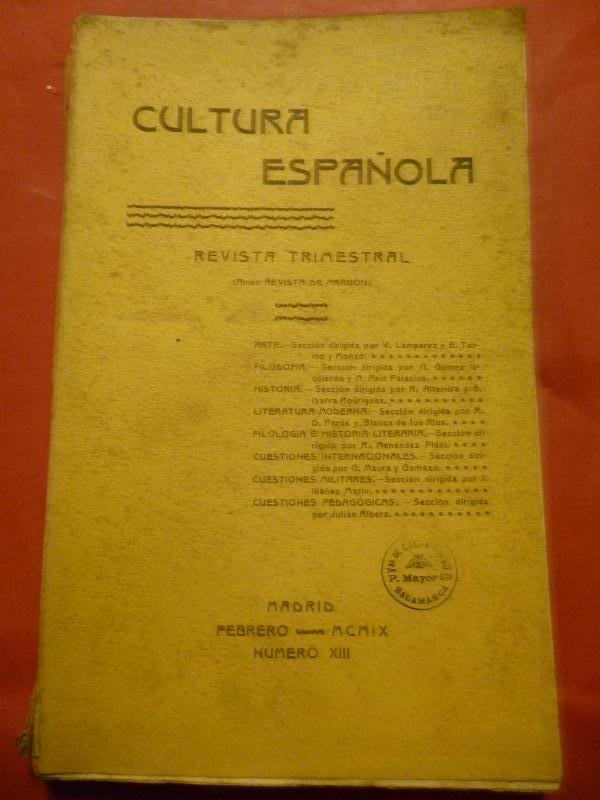 CULTURA
ESPAÑOLA
REVISTA TRIMESTRAL
(Antes REVISTA DE ARAGÓN)
ARTE.—Sección dirigida por V. Lampérez y E. Tor-
mo y Monzó.
FILOSOFÍA.—Sección dirigida por A. Gómez Iz-
quierdo y M. Asín Palacios.
HISTORIA.—Sección dirigida por R. Altamira y E.
Ibarra Rodríguez.
LITERATURA MODERNA.—Sección dirigida por R.
D. Perés y Blanca de los Ríos.
FILOLOGÍA E HISTORIA LITERARIA.—Sección di-
rigida por R. Menéndez Pidal.
CUESTIONES INTERNACIONALES.—Sección diri-
gida por G. Maura y Gamazo.
CUESTIONES MILITARES.—Sección dirigida por J.
Ibáñez Marín.
CUESTIONES PEDAGÓGICAS.—Sección dirigida
por Julián Ribera.
P. Mayor
SALAMANCA
MADRID
FEBRERO MCMIX
NÚMERO XIII